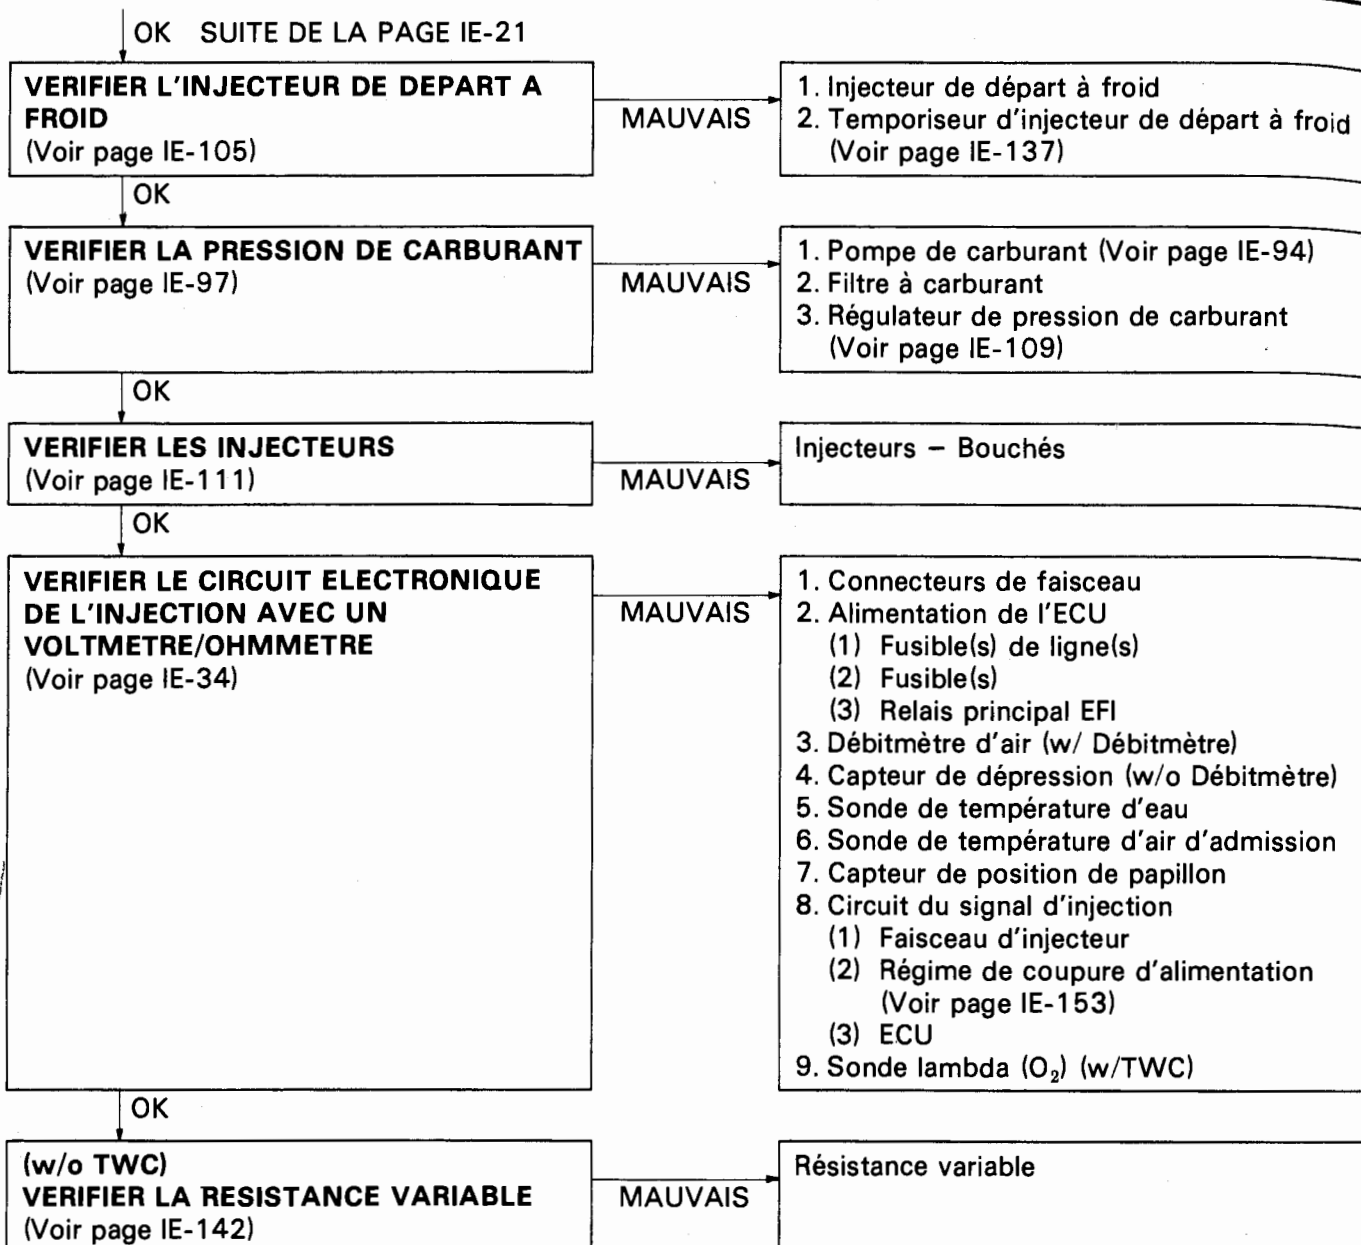 OK SUITE DE LA PAGE IE-21
VERIFIER L'INJECTEUR DE DEPART A
FROID
(Voir page IE-105)
MAUVAIS
1. Injecteur de départ à froid
2. Temporiseur d'injecteur de départ à froid
(Voir page IE-137)
OK
VERIFIER LA PRESSION DE CARBURANT
(Voir page IE-97)
MAUVAIS
1. Pompe de carburant (Voir page IE-94)
2. Filtre à carburant
3. Régulateur de pression de carburant
(Voir page IE-109)
OK
VERIFIER LES INJECTEURS
(Voir page IE-111)
MAUVAIS
Injecteurs – Bouchés
OK
VERIFIER LE CIRCUIT ELECTRONIQUE
DE L'INJECTION AVEC UN
VOLTMETRE/OHMMETRE
(Voir page IE-34)
MAUVAIS
1. Connecteurs de faisceau
2. Alimentation de l'ECU
(1) Fusible(s) de ligne(s)
(2) Fusible(s)
(3) Relais principal EFI
3. Débitmètre d'air (w/ Débitmètre)
4. Capteur de dépression (w/o Débitmètre)
5. Sonde de température d'eau
6. Sonde de température d'air d'admission
7. Capteur de position de papillon
8. Circuit du signal d'injection
(1) Faisceau d'injecteur
(2) Régime de coupure d'alimentation
(Voir page IE-153)
(3) ECU
9. Sonde lambda (O₂) (w/TWC)
OK
(w/o TWC)
VERIFIER LA RESISTANCE VARIABLE
(Voir page IE-142)
MAUVAIS
Résistance variable